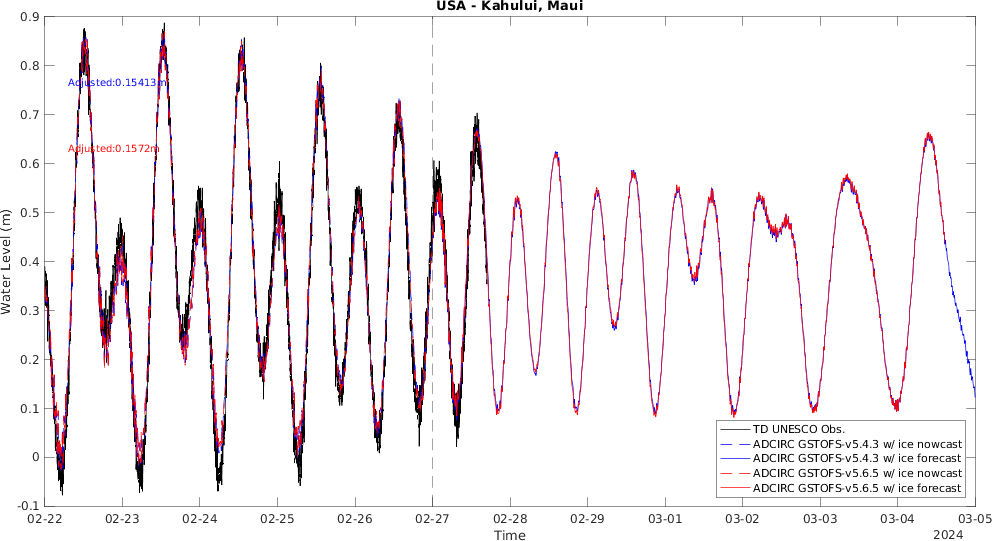 USA - Kahului, Maui
0.9
0.8
0.7
0.6
0.5
0.4
0.3
0.2
0.1
0
-0.1
Water Level (m)
Adjusted:0.15413m
Adjusted:0.1572m
TD UNESCO Obs.
ADCIRC GSTOFS-v5.4.3 w/ ice nowcast
ADCIRC GSTOFS-v5.4.3 w/ ice forecast
ADCIRC GSTOFS-v5.6.5 w/ ice nowcast
ADCIRC GSTOFS-v5.6.5 w/ ice forecast
02-22 02-23 02-24 02-25 02-26 02-27 02-28 02-29 03-01 03-02 03-03 03-04 03-05
Time
2024